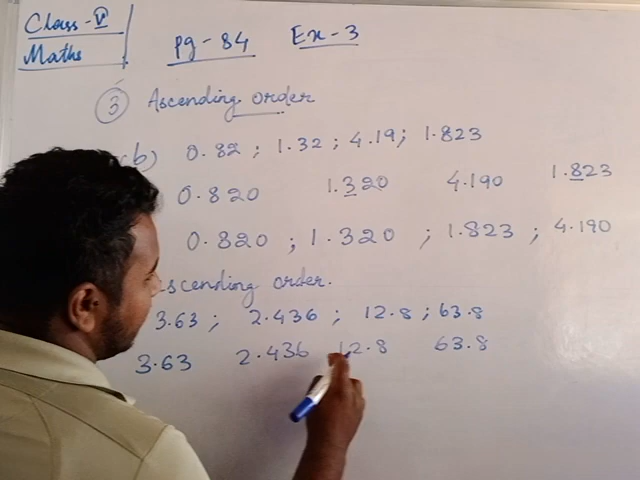 Class - V
Maths
Pg - 84 Ex - 3
3 Ascending order
b) 0.82 ; 1.32 ; 4.19 ; 1.823
0.820 1.320 4.190 1.823
0.820 ; 1.320 ; 1.823 ; 4.190
scending order.
3.63 ; 2.436 ; 12.8 ; 63.8
3.63 2.436 12.8 63.8